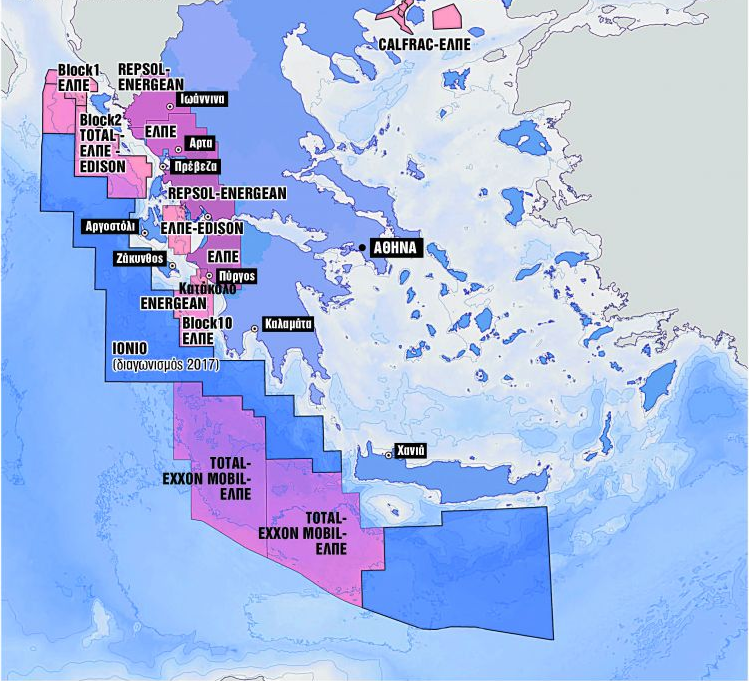 CALFRAC-ΕΛΠΕ
Block1
ΕΛΠΕ
REPSOL-
ENERGEAN
Ιωάννινα
Block2
TOTAL-
ΕΛΠΕ -
EDISON
ΕΛΠΕ
Αρτα
Πρέβεζα
REPSOL-ENERGEAN
Αργοστόλι
ΕΛΠΕ-EDISON
ΑΘΗΝΑ
Ζάκυνθος
ΕΛΠΕ
Πύργος
Κατάκολο
ENERGEAN
Block10
ΕΛΠΕ
Καλαμάτα
ΙΟΝΙΟ
(διαγωνισμός 2017)
Χανιά
TOTAL-
EXXON MOBIL-
ΕΛΠΕ
TOTAL-
EXXON MOBIL-
ΕΛΠΕ